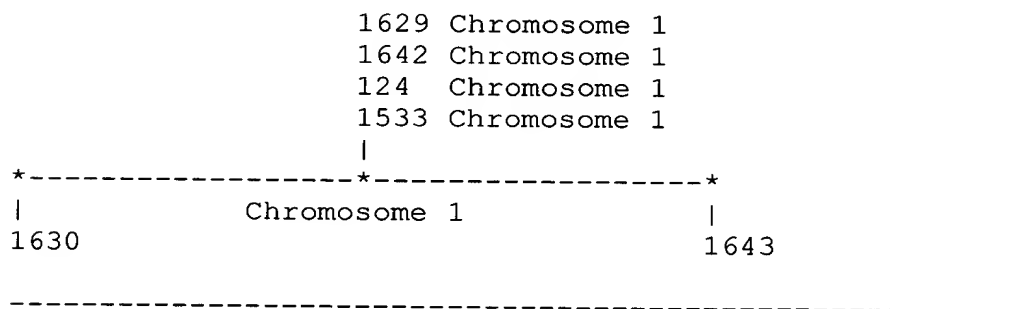 1629 Chromosome 1
1642 Chromosome 1
124 Chromosome 1
1533 Chromosome 1
|
*------------------*------------------*
| Chromosome 1 |
1630 1643
------------------------------------------------